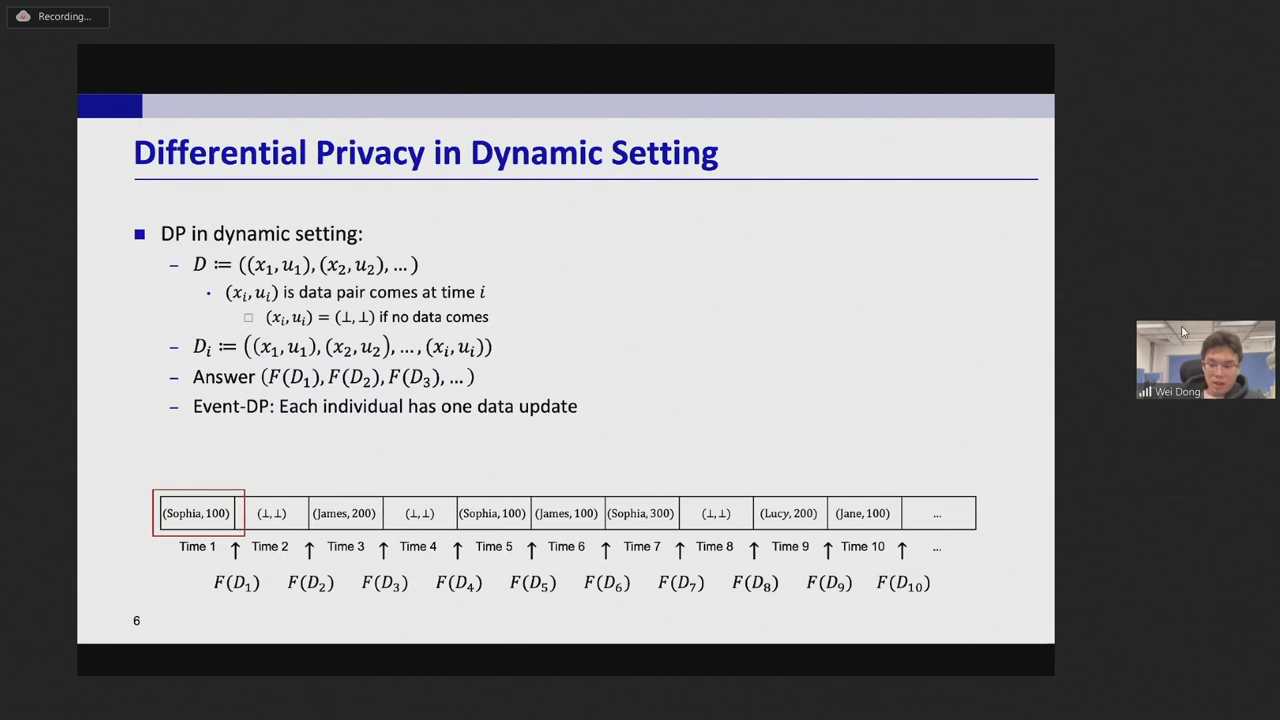 Recording...
Differential Privacy in Dynamic Setting
DP in dynamic setting:
– D ≔ ((x₁, u₁), (x₂, u₂), … )
(xᵢ, uᵢ) is data pair comes at time i
(xᵢ, uᵢ) = (⊥, ⊥) if no data comes
– Dᵢ ≔ ((x₁, u₁), (x₂, u₂), … , (xᵢ, uᵢ))
– Answer (F(D₁), F(D₂), F(D₃), … )
– Event-DP: Each individual has one data update
Wei Dong
(Sophia, 100) (⊥, ⊥) (James, 200) (⊥, ⊥) (Sophia, 100) (James, 100) (Sophia, 300) (⊥, ⊥) (Lucy, 200) (Jane, 100) ...
Time 1 ↑ Time 2 ↑ Time 3 ↑ Time 4 ↑ Time 5 ↑ Time 6 ↑ Time 7 ↑ Time 8 ↑ Time 9 ↑ Time 10 ↑ ...
F(D₁) F(D₂) F(D₃) F(D₄) F(D₅) F(D₆) F(D₇) F(D₈) F(D₉) F(D₁₀)
6